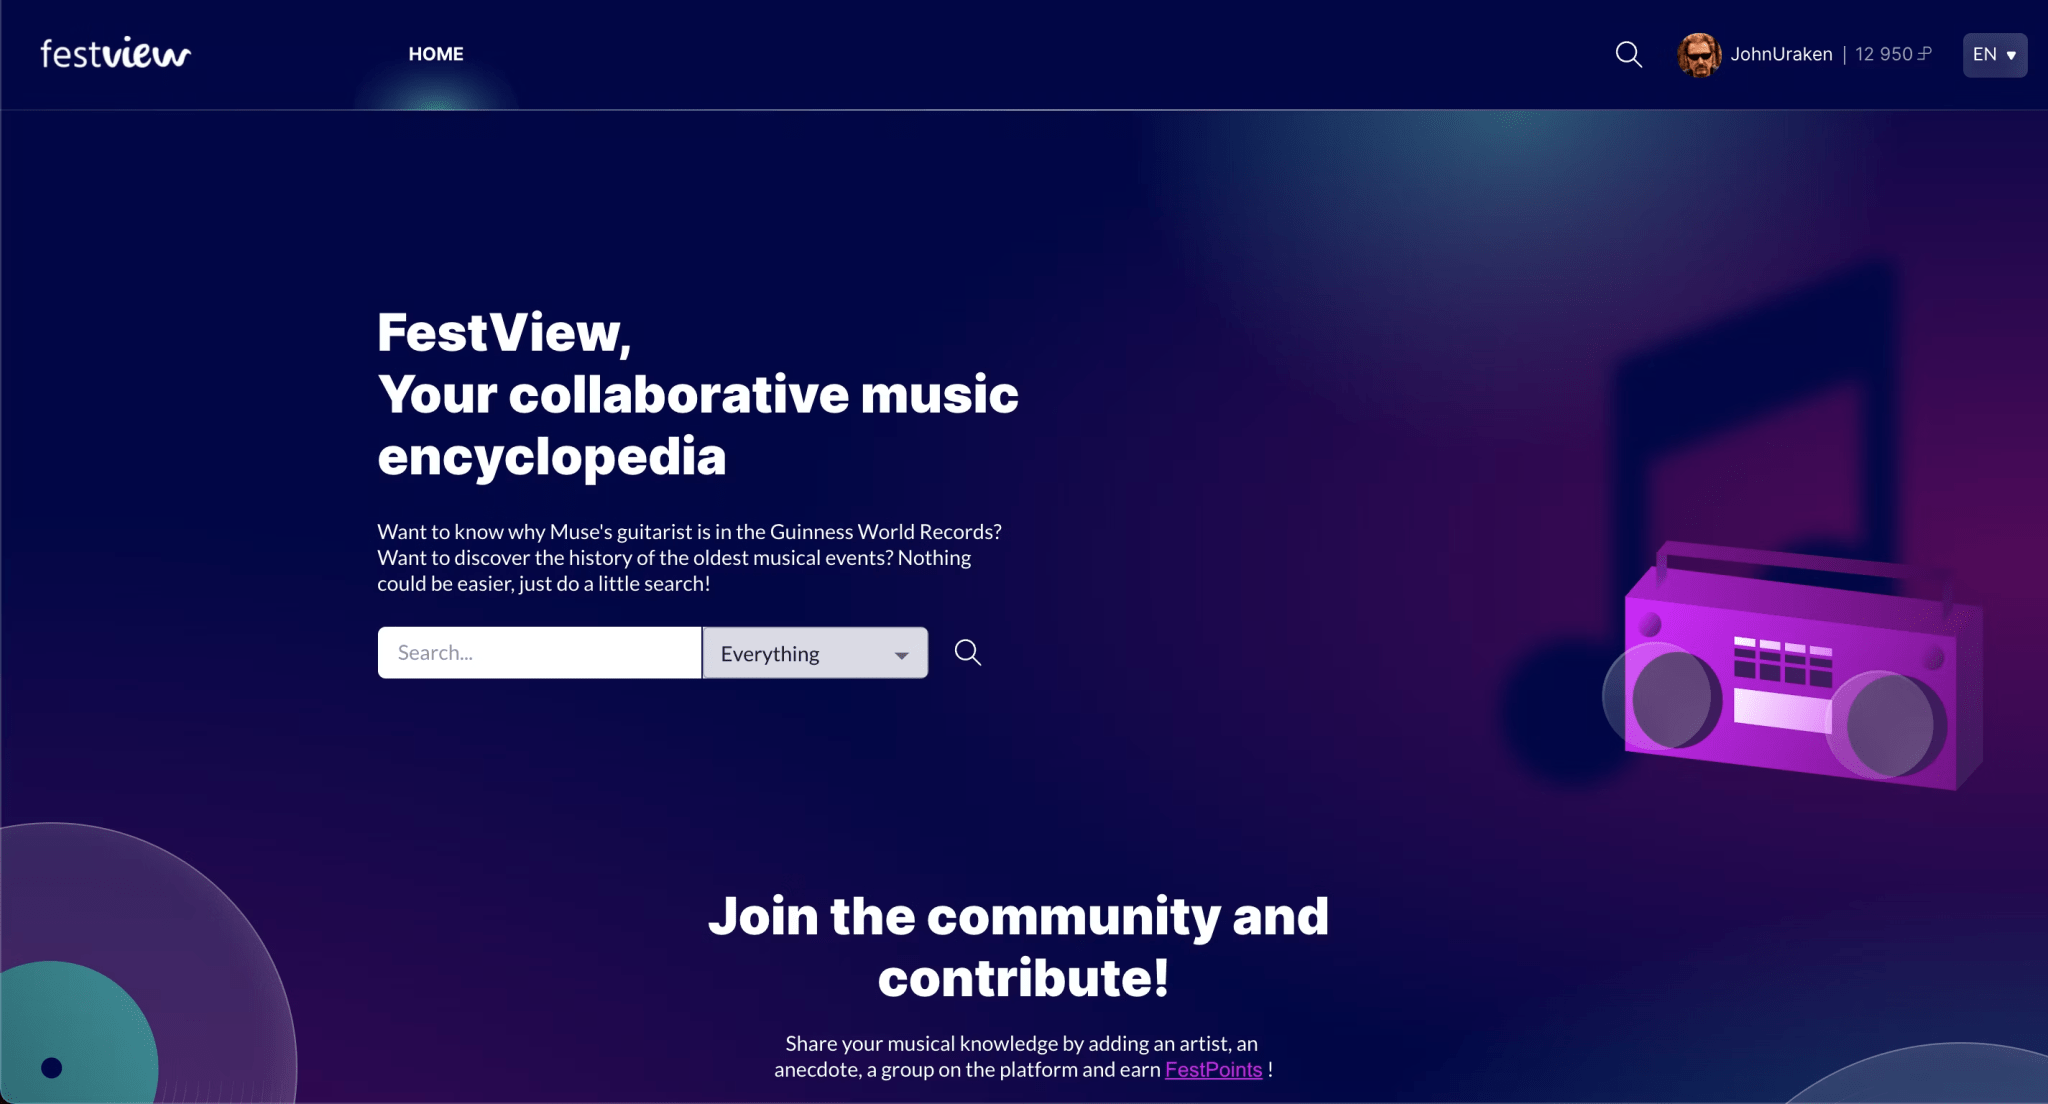 festview
HOME
JohnUraken | 12 950
EN ▼
FestView,
Your collaborative music
encyclopedia
Want to know why Muse's guitarist is in the Guinness World Records?
Want to discover the history of the oldest musical events? Nothing
could be easier, just do a little search!
Search...
Everything
Join the community and
contribute!
Share your musical knowledge by adding an artist, an
anecdote, a group on the platform and earn FestPoints !